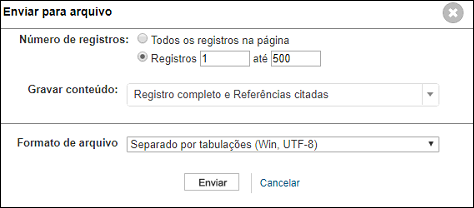 Enviar para arquivo
Número de registros: Todos os registros na página
Registros 1 até 500
Gravar conteúdo: Registro completo e Referências citadas
Formato de arquivo Separado por tabulações (Win, UTF-8)
Enviar Cancelar